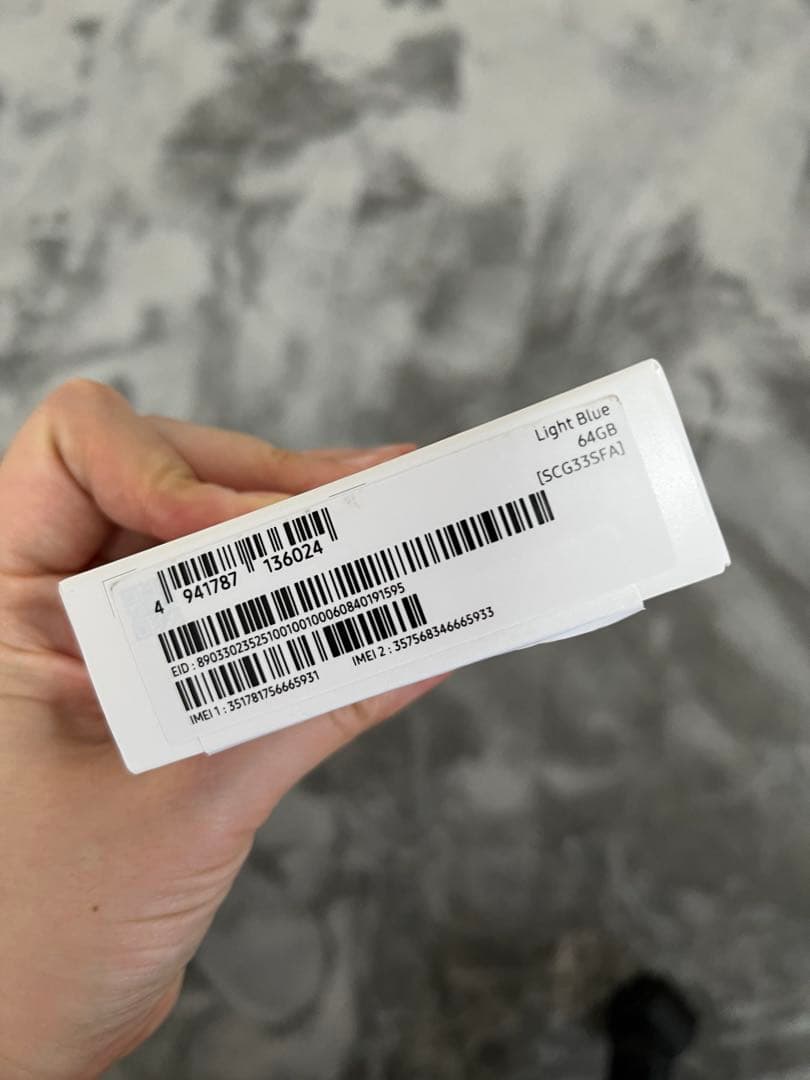 Light Blue
64GB
[SCG33SFA]
4 941787 136024
EID : 89033023525100100100060840191595
IMEI 1 : 351781756665931
IMEI 2 : 357568346665933